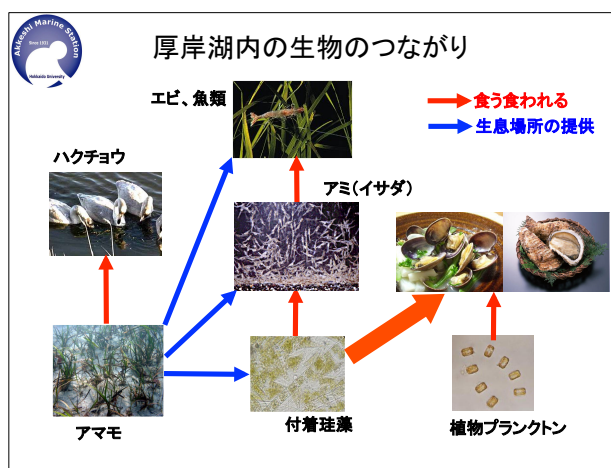 Akkeshi Marine Station
Since 1931
Hokkaido University
厚岸湖内の生物のつながり
エビ、魚類
食う食われる
生息場所の提供
ハクチョウ
アミ（イサダ）
アマモ
付着珪藻
植物プランクトン